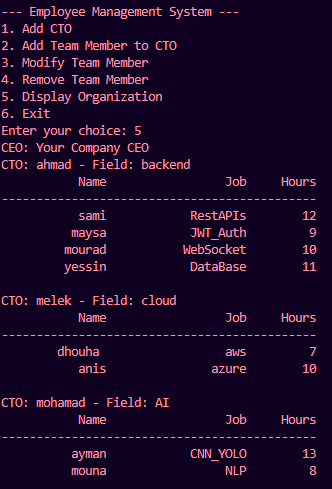 --- Employee Management System ---
1. Add CTO
2. Add Team Member to CTO
3. Modify Team Member
4. Remove Team Member
5. Display Organization
6. Exit
Enter your choice: 5
CEO: Your Company CEO
CTO: ahmad - Field: backend
Name Job Hours
-----------------------------------------
sami RestAPIs 12
maysa JWT_Auth 9
mourad WebSocket 10
yessin DataBase 11
CTO: melek - Field: cloud
Name Job Hours
-----------------------------------------
dhouha aws 7
anis azure 10
CTO: mohamad - Field: AI
Name Job Hours
-----------------------------------------
ayman CNN_YOLO 13
mouna NLP 8